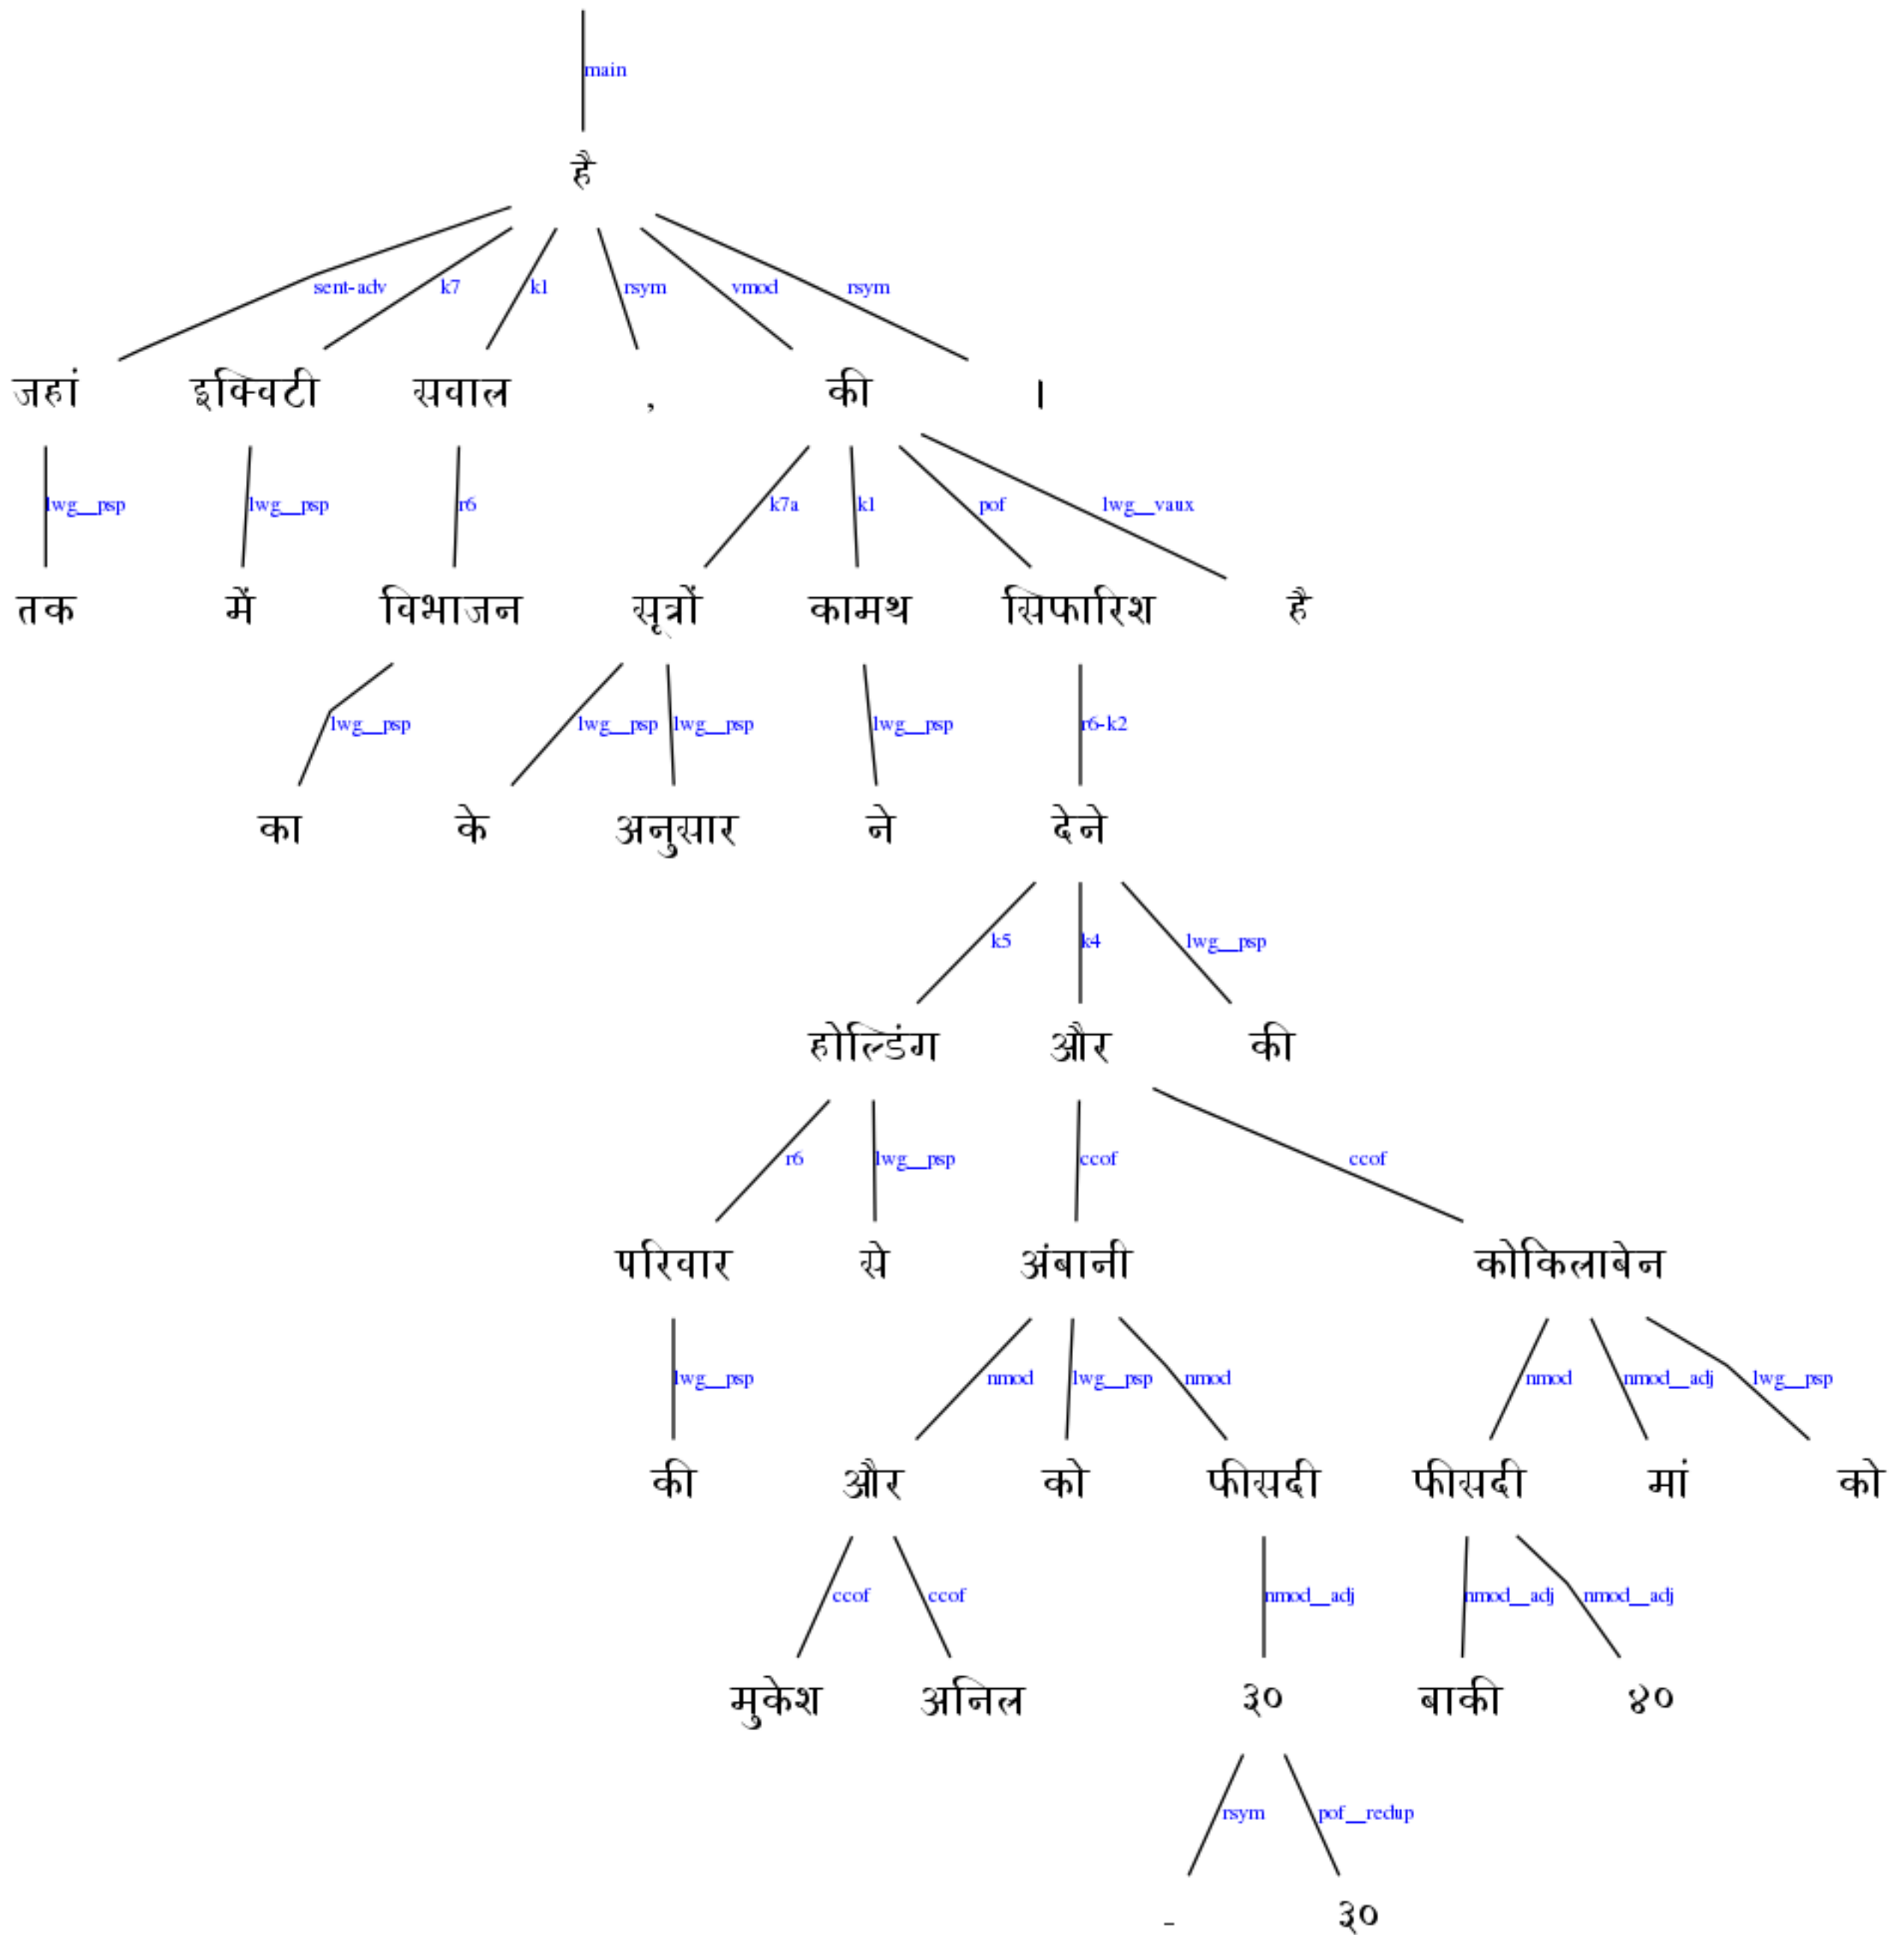 main
है
sent-adv k7 k1 rsym vmod rsym
जहां इक्विटी सवाल , की ।
lwg__psp lwg__psp r6 k7a k1 pof lwg__vaux
तक में विभाजन सूत्रों कामथ सिफारिश है
lwg__psp lwg__psp lwg__psp lwg__psp r6-k2
का के अनुसार ने देने
k5 k4 lwg__psp
होल्डिंग और की
r6 lwg__psp ccof ccof
परिवार से अंबानी कोकिलाबेन
lwg__psp nmod lwg__psp nmod nmod nmod__adj lwg__psp
की और को फीसदी फीसदी मां को
ccof ccof nmod__adj nmod__adj nmod__adj
मुकेश अनिल ३० बाकी ४०
rsym pof__redup
- ३०